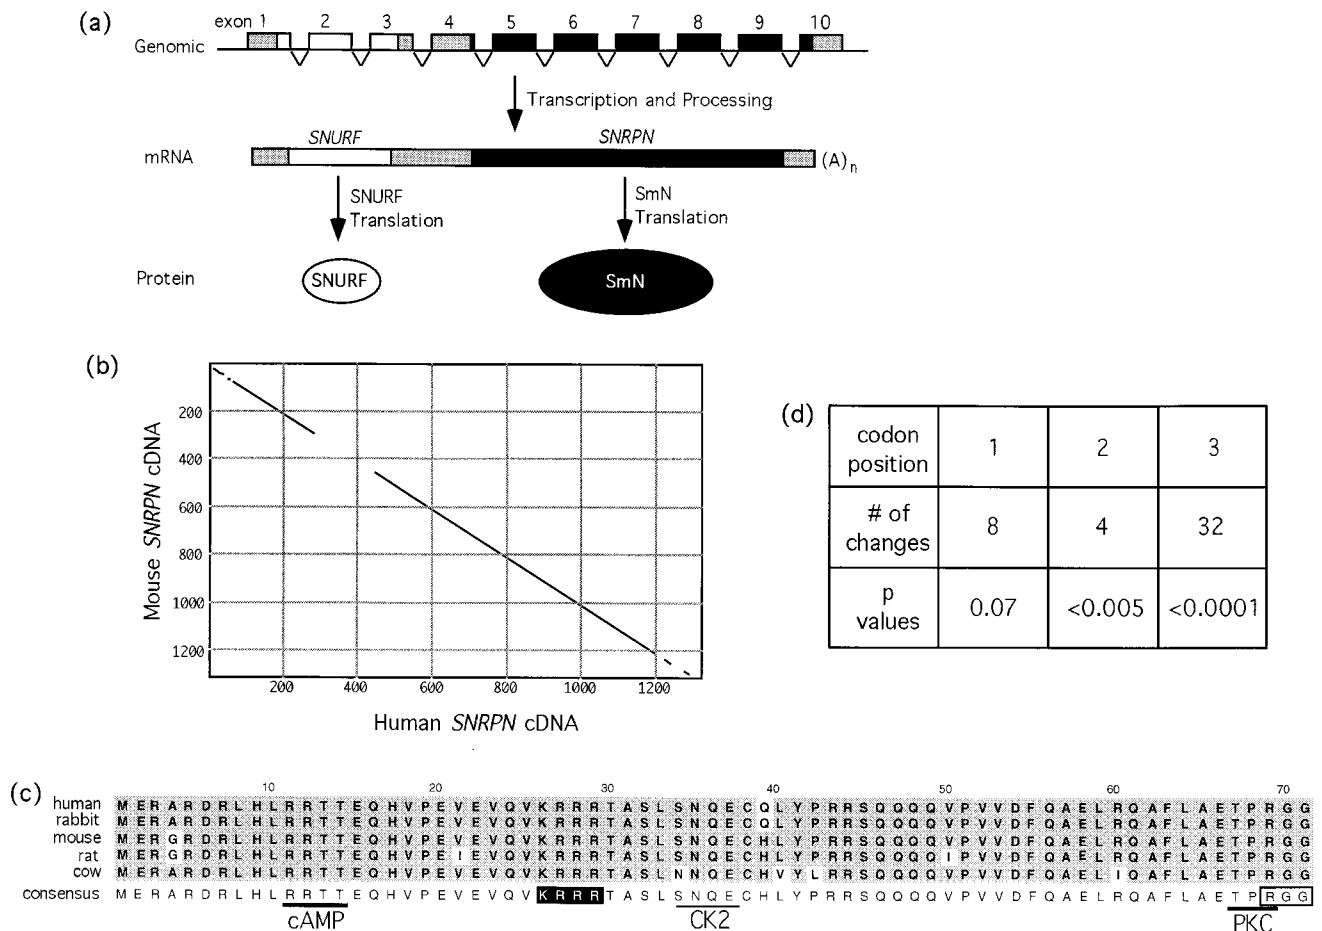 (a)
exon 1 2 3 4 5 6 7 8 9 10
Genomic
Transcription and Processing
SNURF SNRPN
mRNA (A)n
SNURF Translation
SmN Translation
Protein SNURF SmN
(b)
Mouse SNRPN cDNA
200
400
600
800
1000
1200
200 400 600 800 1000 1200
Human SNRPN cDNA
(d)
codon position 1 2 3
# of changes 8 4 32
p values 0.07 <0.005 <0.0001
(c)
10 20 30 40 50 60 70
human M E R A R D R L H L R R T T E Q H V P E V E V Q V K R R R T A S L S N Q E C Q L Y P R R S Q Q Q Q V P V V D F Q A E L R Q A F L A E T P R G G
rabbit M E R A R D R L H L R R T T E Q H V P E V E V Q V K R R R T A S L S N Q E C Q L Y P R R S Q Q Q Q V P V V D F Q A E L R Q A F L A E T P R G G
mouse M E R G R D R L H L R R T T E Q H V P E V E V Q V K R R R T A S L S N Q E C H L Y P R R S Q Q Q Q V P V V D F Q A E L R Q A F L A E T P R G G
rat M E R G R D R L H L R R T T E Q H V P E I E V Q V K R R R T A S L S N Q E C H L Y P R R S Q Q Q Q I P V V D F Q A E L R Q A F L A E T P R G G
cow M E R A R D R L H L R R T T E Q H V P E V E V Q V K R R R T A S L N N Q E C H V Y L R R S Q Q Q Q V P V V D F Q A E L I Q A F L A E T P R G G
consensus M E R A R D R L H L R R T T E Q H V P E V E V Q V K R R R T A S L S N Q E C H L Y P R R S Q Q Q Q V P V V D F Q A E L R Q A F L A E T P R G G
cAMP CK2 PKC